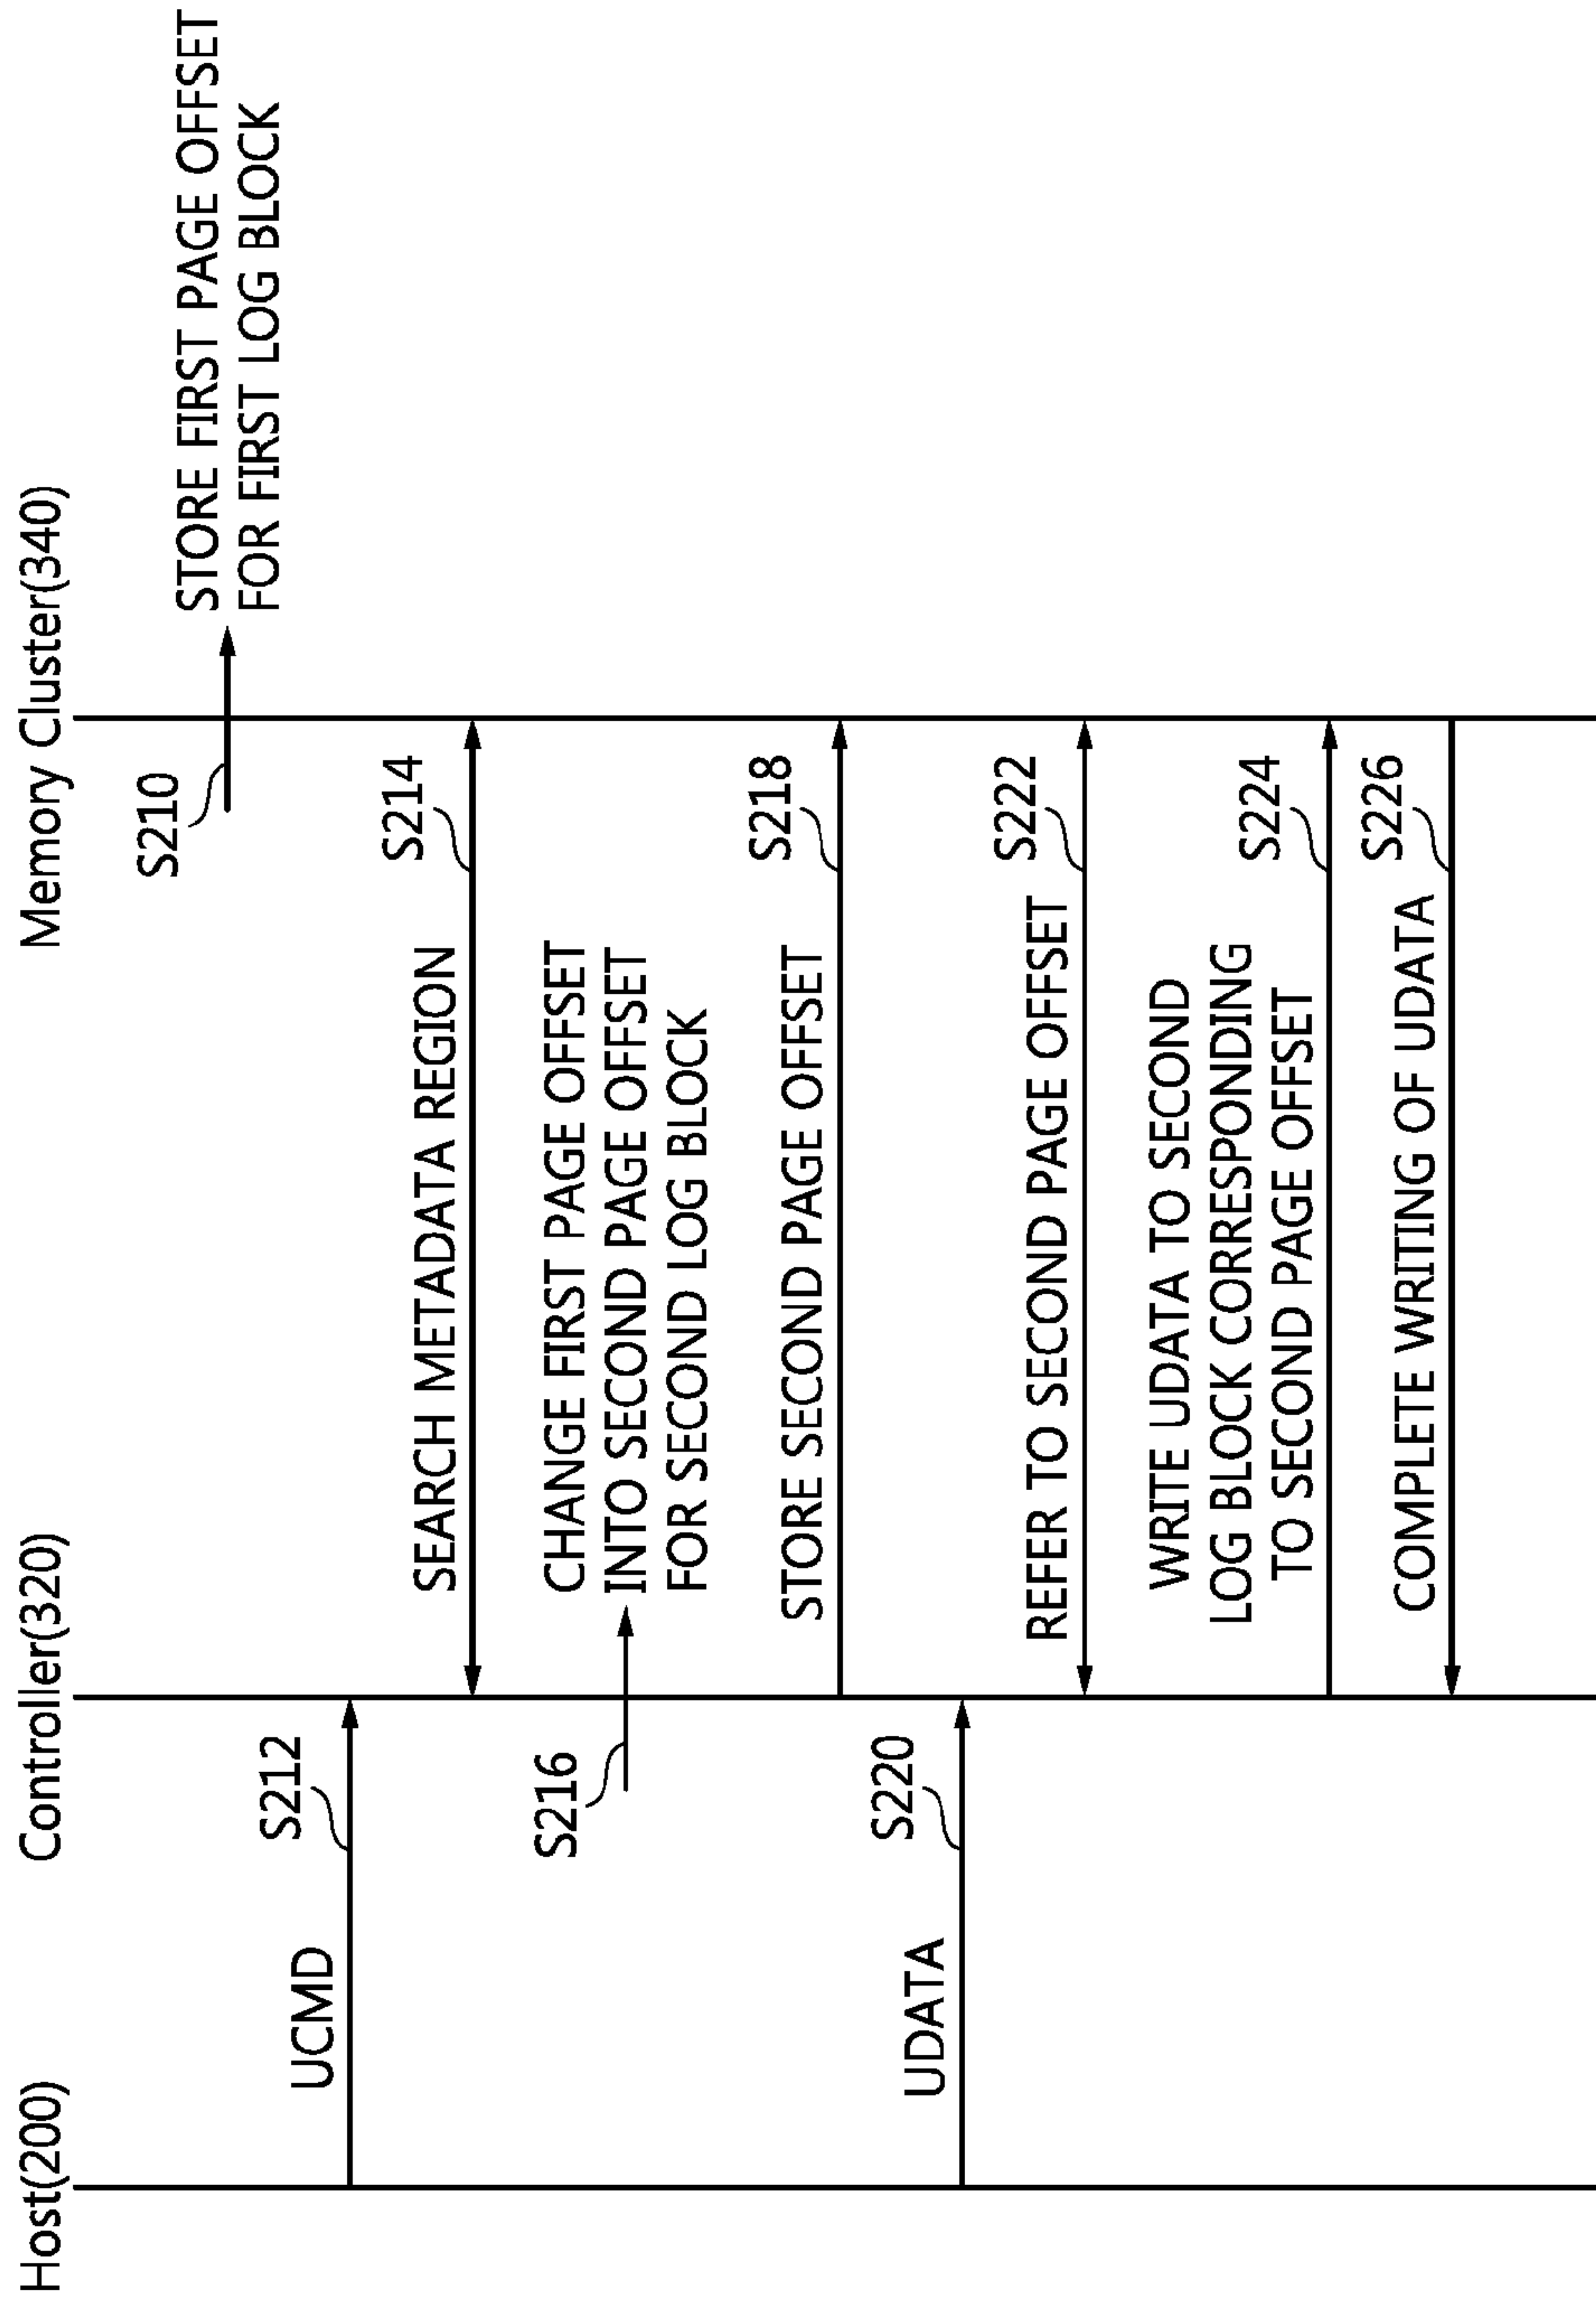 Host(200)
Controller(320)
Memory Cluster(340)
S210
STORE FIRST PAGE OFFSET
FOR FIRST LOG BLOCK
UCMD
S212
SEARCH METADATA REGION
S214
S216
CHANGE FIRST PAGE OFFSET
INTO SECOND PAGE OFFSET
FOR SECOND LOG BLOCK
STORE SECOND PAGE OFFSET
S218
UDATA
S220
REFER TO SECOND PAGE OFFSET
S222
WRITE UDATA TO SECOND
LOG BLOCK CORRESPONDING
TO SECOND PAGE OFFSET
S224
COMPLETE WRITING OF UDATA
S226